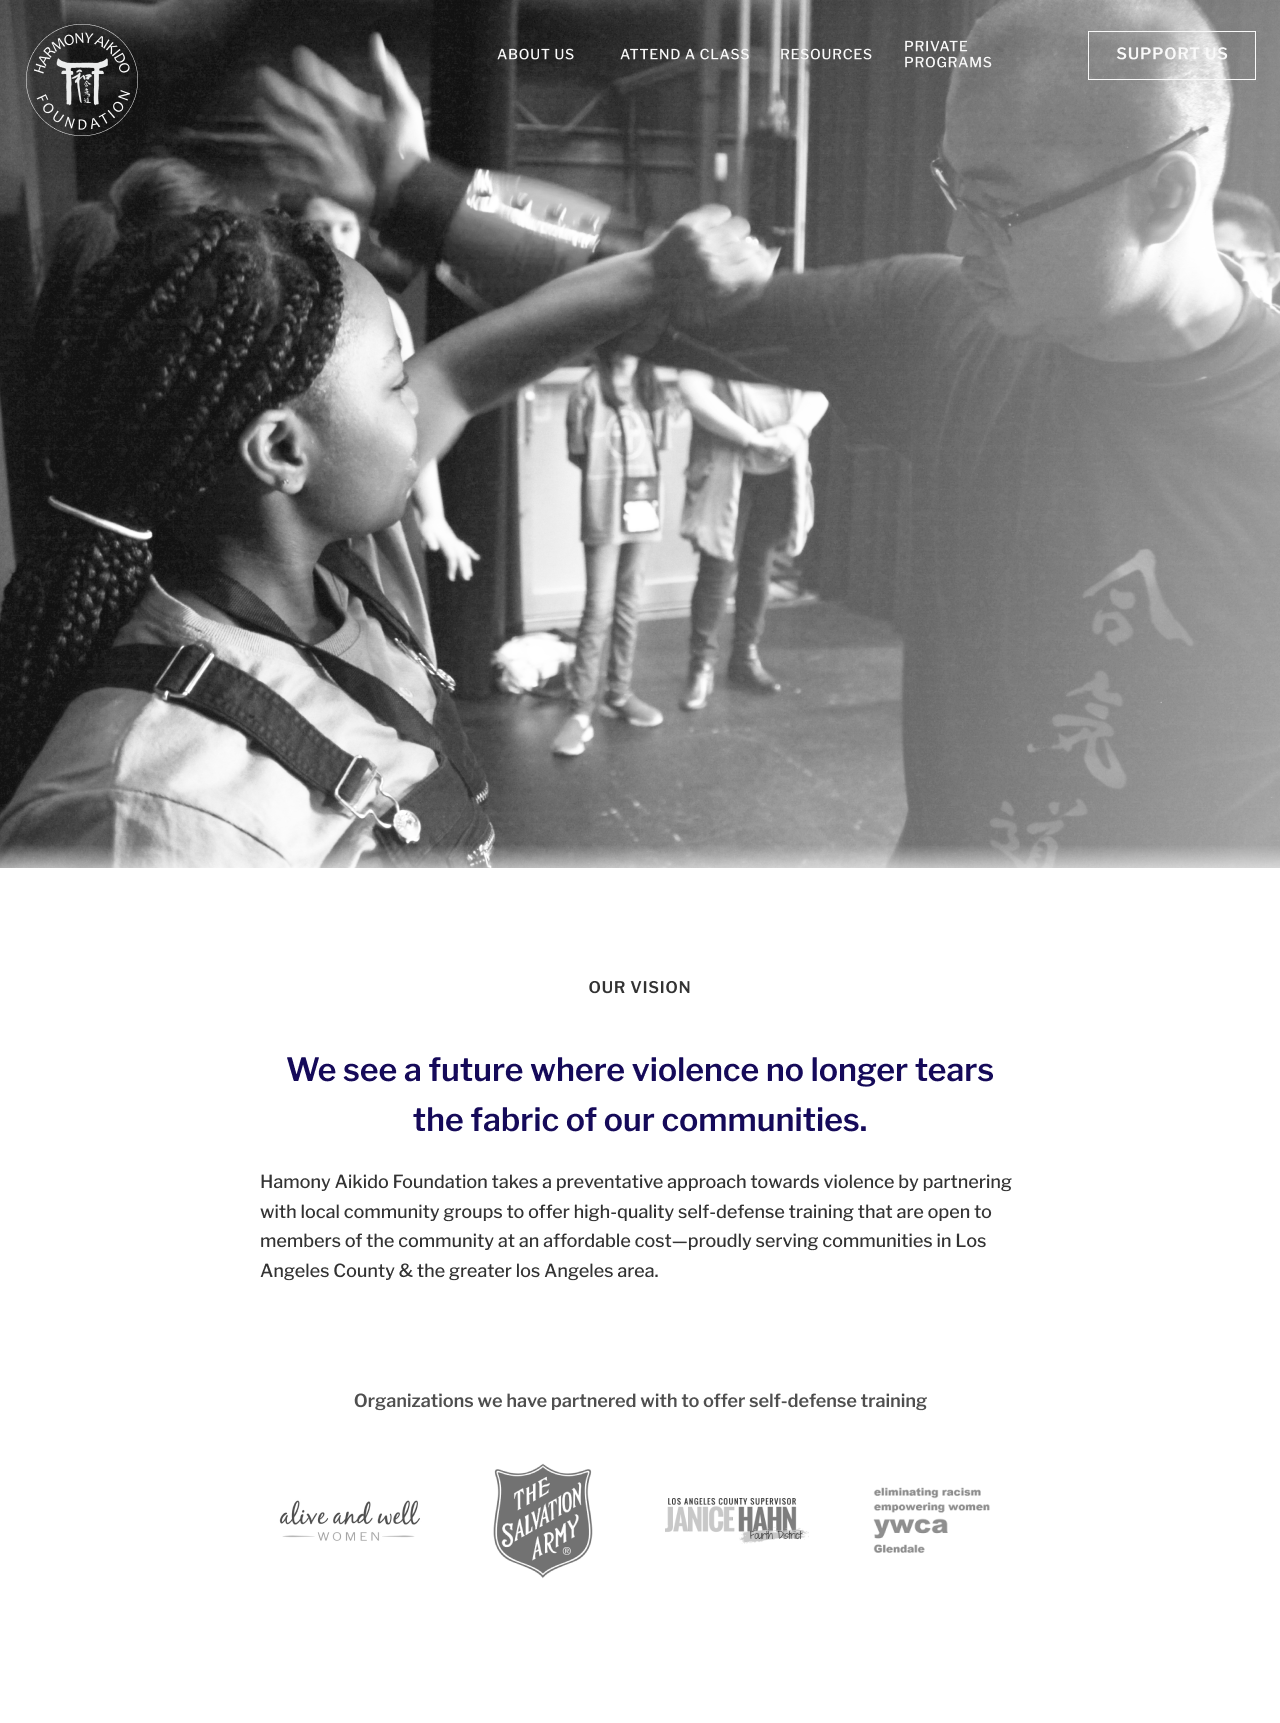 HARMONY AIKIDO
FOUNDATION
ABOUT US
ATTEND A CLASS
RESOURCES
PRIVATE
PROGRAMS
SUPPORT US
合
氣
道
OUR VISION
We see a future where violence no longer tears
the fabric of our communities.
Hamony Aikido Foundation takes a preventative approach towards violence by partnering
with local community groups to offer high-quality self-defense training that are open to
members of the community at an affordable cost—proudly serving communities in Los
Angeles County & the greater los Angeles area.
Organizations we have partnered with to offer self-defense training
alive and well
WOMEN
THE
SALVATION
ARMY
®
LOS ANGELES COUNTY SUPERVISOR
JANICE HAHN
Fourth District
eliminating racism
empowering women
ywca
Glendale